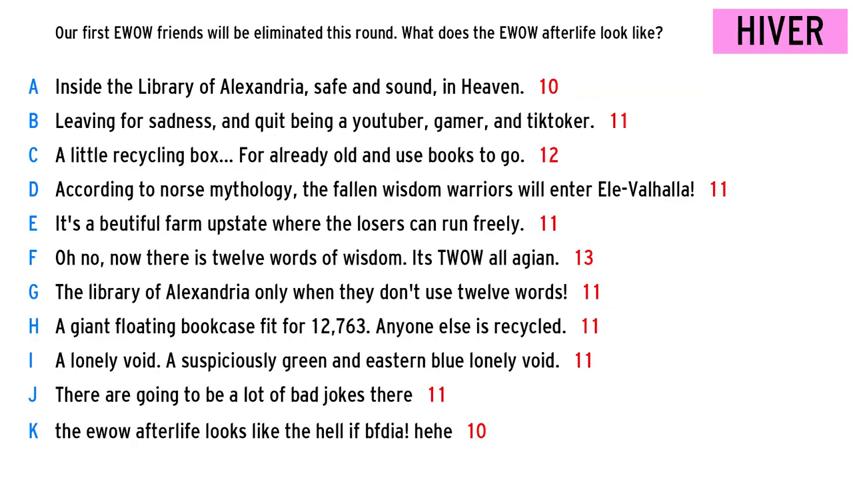 Our first EWOW friends will be eliminated this round. What does the EWOW afterlife look like?
HIVER
A Inside the Library of Alexandria, safe and sound, in Heaven. 10
B Leaving for sadness, and quit being a youtuber, gamer, and tiktoker. 11
C A little recycling box... For already old and use books to go. 12
D According to norse mythology, the fallen wisdom warriors will enter Ele-Valhalla! 11
E It's a beutiful farm upstate where the losers can run freely. 11
F Oh no, now there is twelve words of wisdom. Its TWOW all agian. 13
G The library of Alexandria only when they don't use twelve words! 11
H A giant floating bookcase fit for 12,763. Anyone else is recycled. 11
I A lonely void. A suspiciously green and eastern blue lonely void. 11
J There are going to be a lot of bad jokes there 11
K the ewow afterlife looks like the hell if bfdia! hehe 10